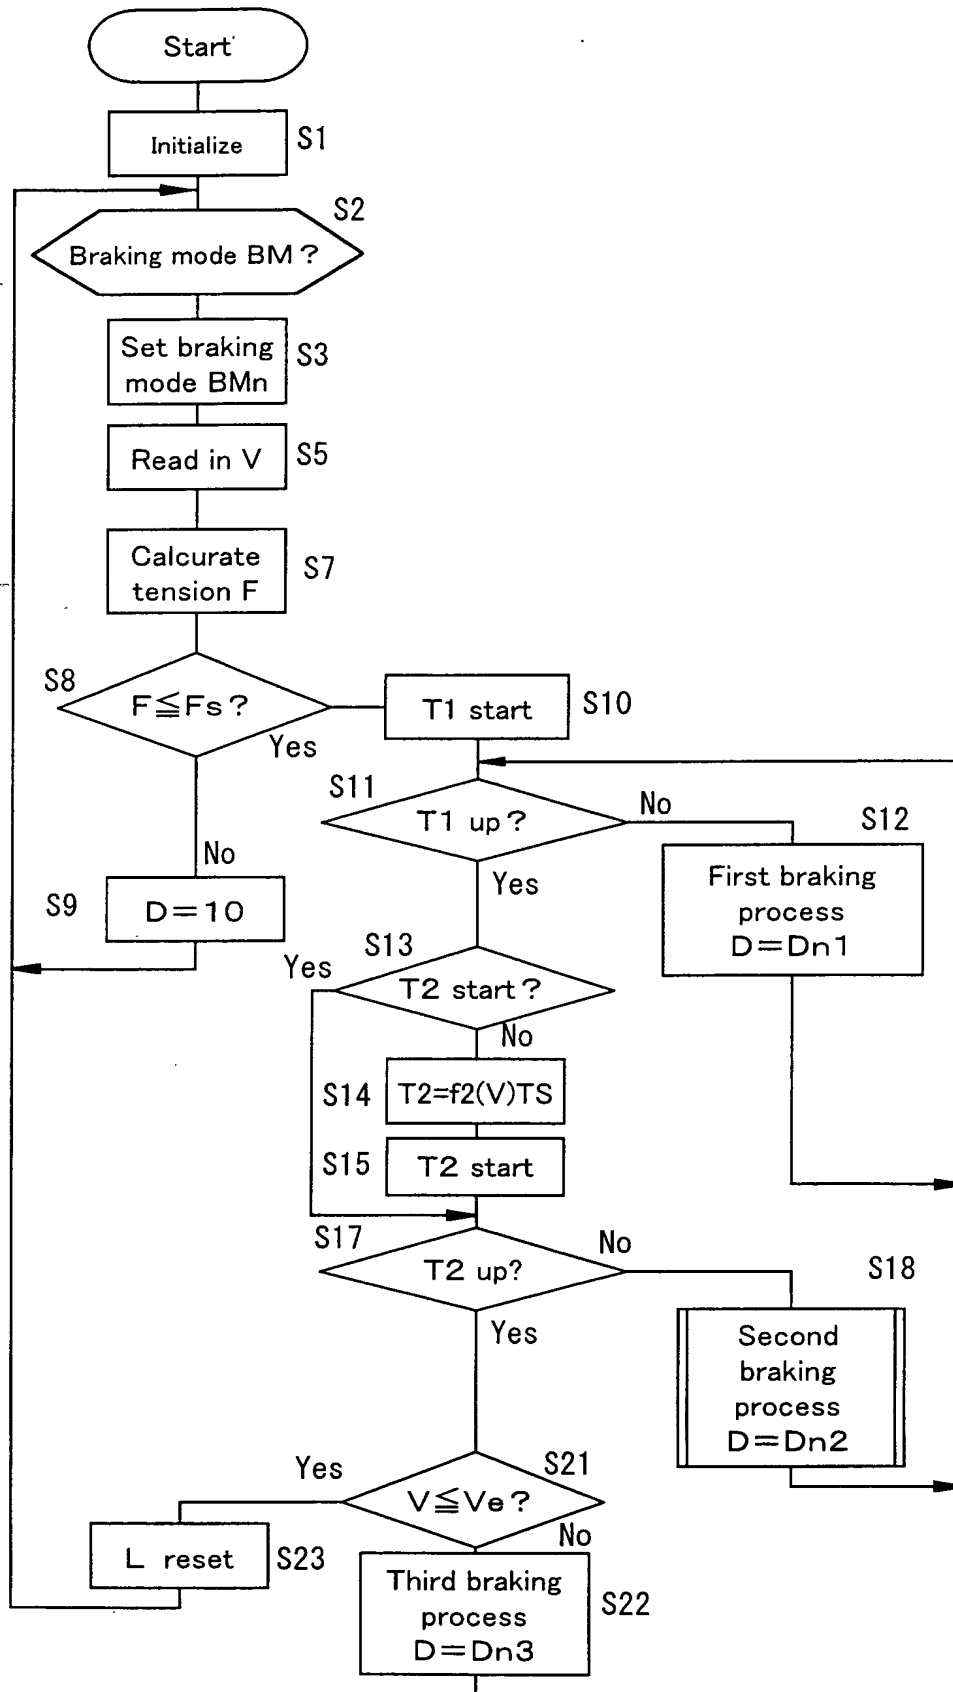 Start
Initialize
S1
S2
Braking mode BM?
Set braking
mode BMn
S3
Read in V
S5
Calcurate
tension F
S7
S8
F≦Fs?
Yes
T1 start
S10
S11
T1 up?
No
S12
First braking
process
D=Dn1
No
S9
D=10
Yes
S13
Yes
T2 start?
No
S14
T2=f2(V)TS
S15
T2 start
S17
T2 up?
No
S18
Second
braking
process
D=Dn2
Yes
S21
Yes
V≦Ve?
No
L reset
S23
Third braking
process
D=Dn3
S22